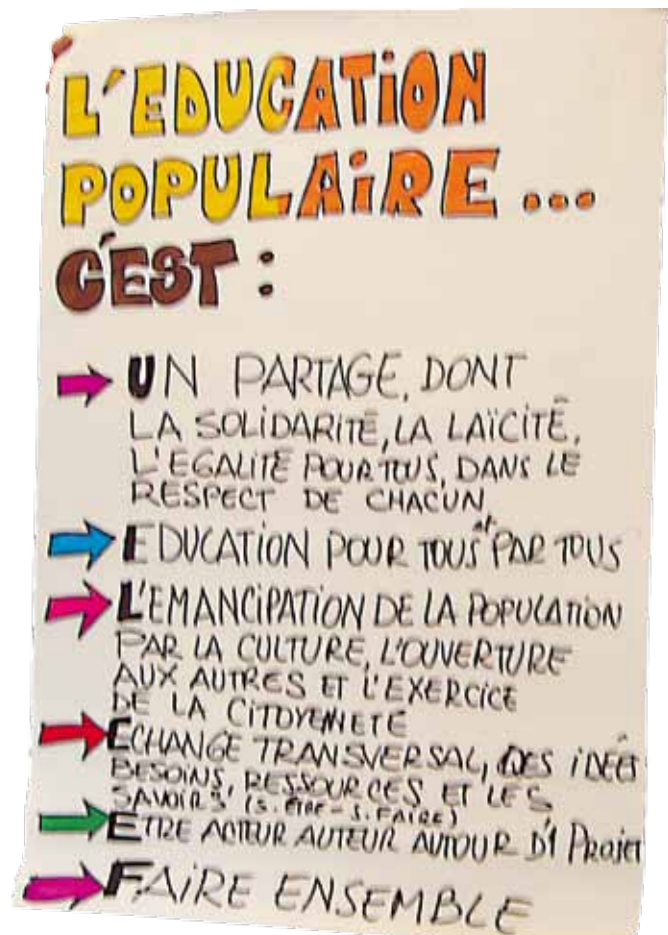 L'EDUCATION
POPULAiRE...
C'EST :
UN PARTAGE, DONT
LA SOLiDARITÉ, LA LAÏCITÉ,
L'EGALITÉ POUR TOUS, DANS LE
RESPECT DE CHACUN
EDUCATION POUR TOUS et PAR TOUS
L'EMANCIPATION DE LA POPULATION
PAR LA CULTURE, L'OUVERTURE
AUX AUTRES ET L'EXERCICE
DE LA CITOYENNETÉ
ECHANGE TRANSVERSAL, DES iDÉES
BESOINS, RESSOURCES ET LES
SAVOIRS (S. ÊTRE - S. FAIRE)
ETRE ACTEUR AUTEUR AUTOUR D'1 PROJET
FAIRE ENSEMBLE